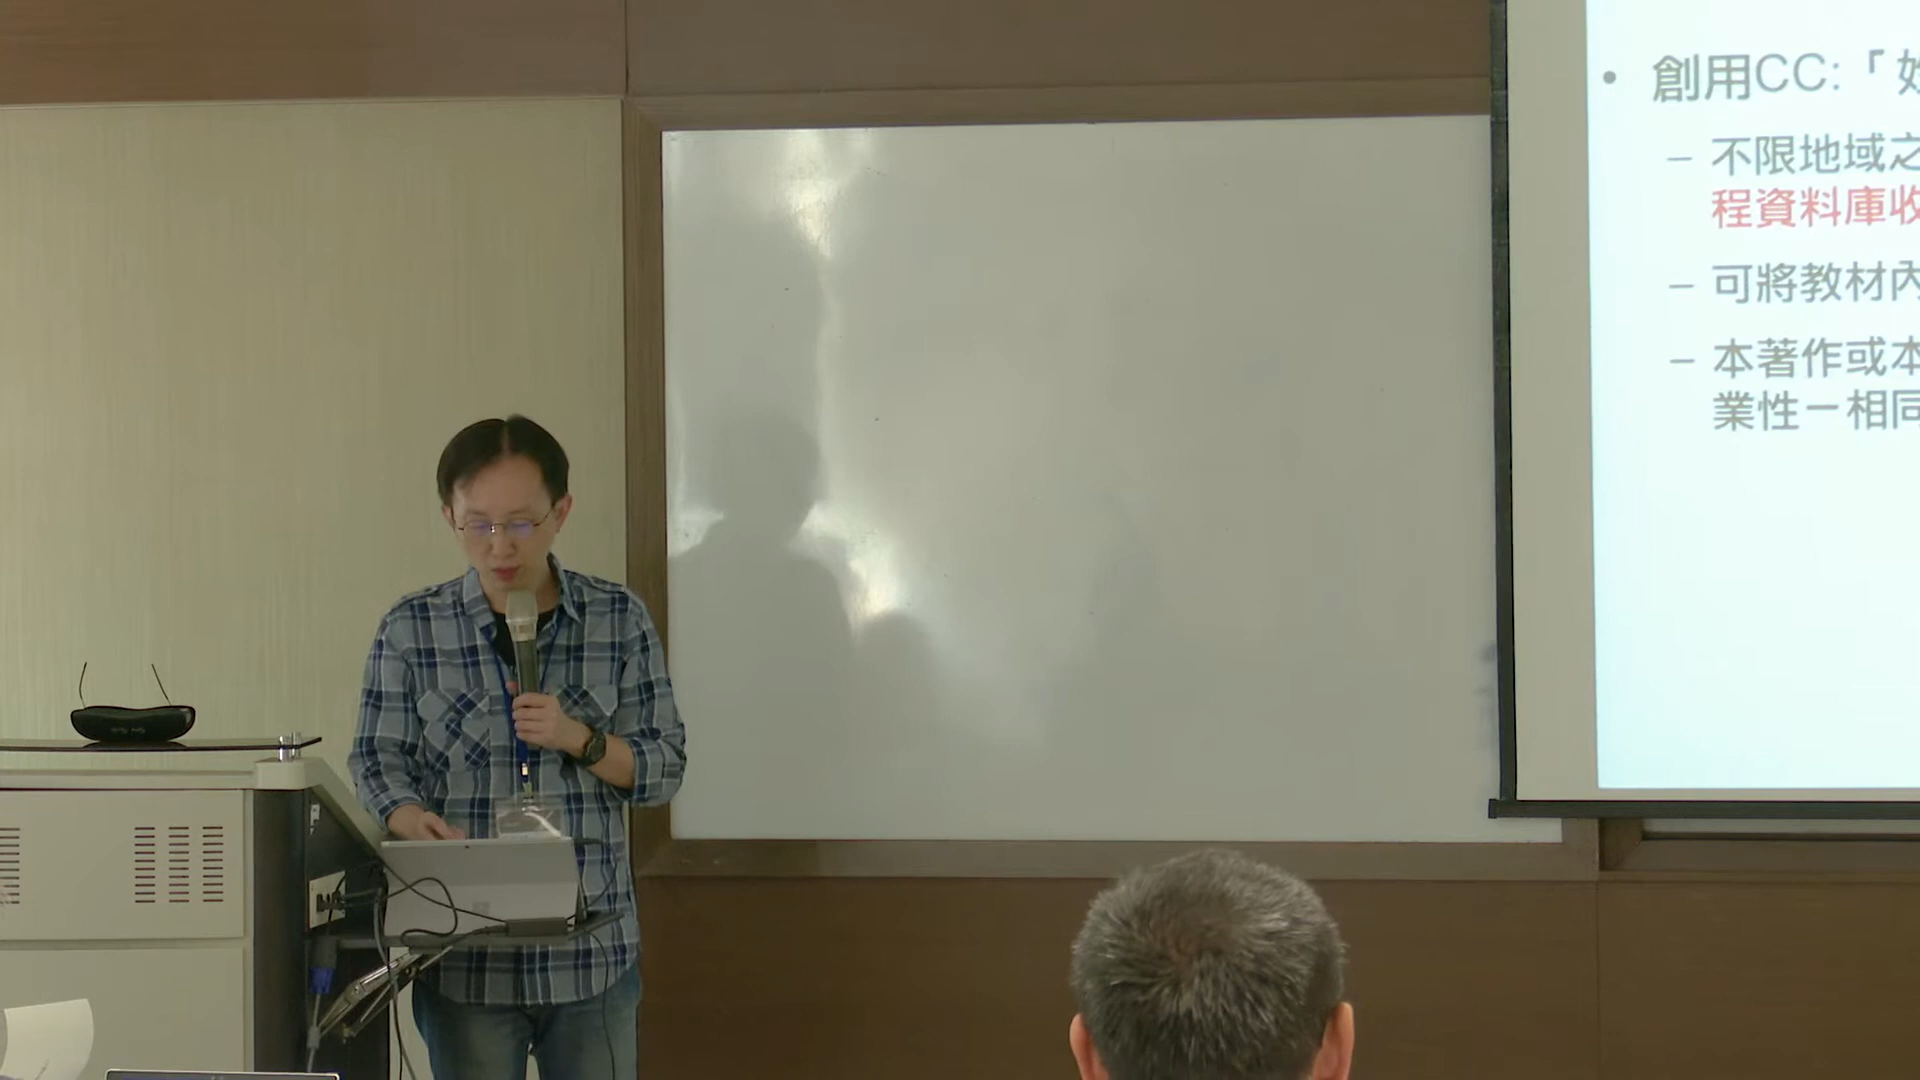 • 創用CC:「姓
– 不限地域之
程資料庫收
– 可將教材內
– 本著作或本
業性－相同